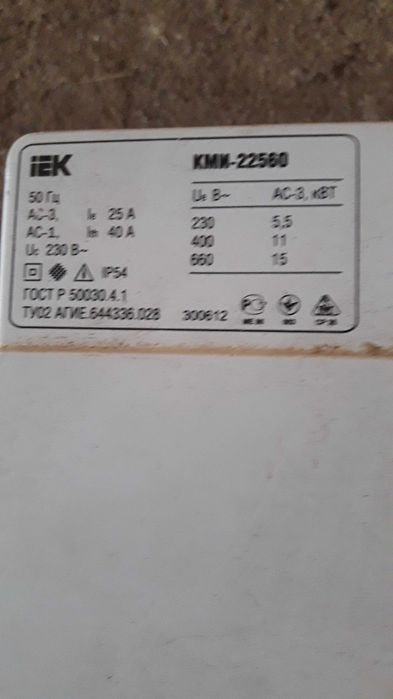 iEK
КМИ-22560
50 Гц
АС-3, Ie 25 А
АС-1, Ith 40 А
Uc 230 В~
IP54
ГОСТ Р 50030.4.1
ТУ02 АГИЕ.644336.028
Ue В~ АС-3, кВТ
230 5,5
400 11
660 15
300612